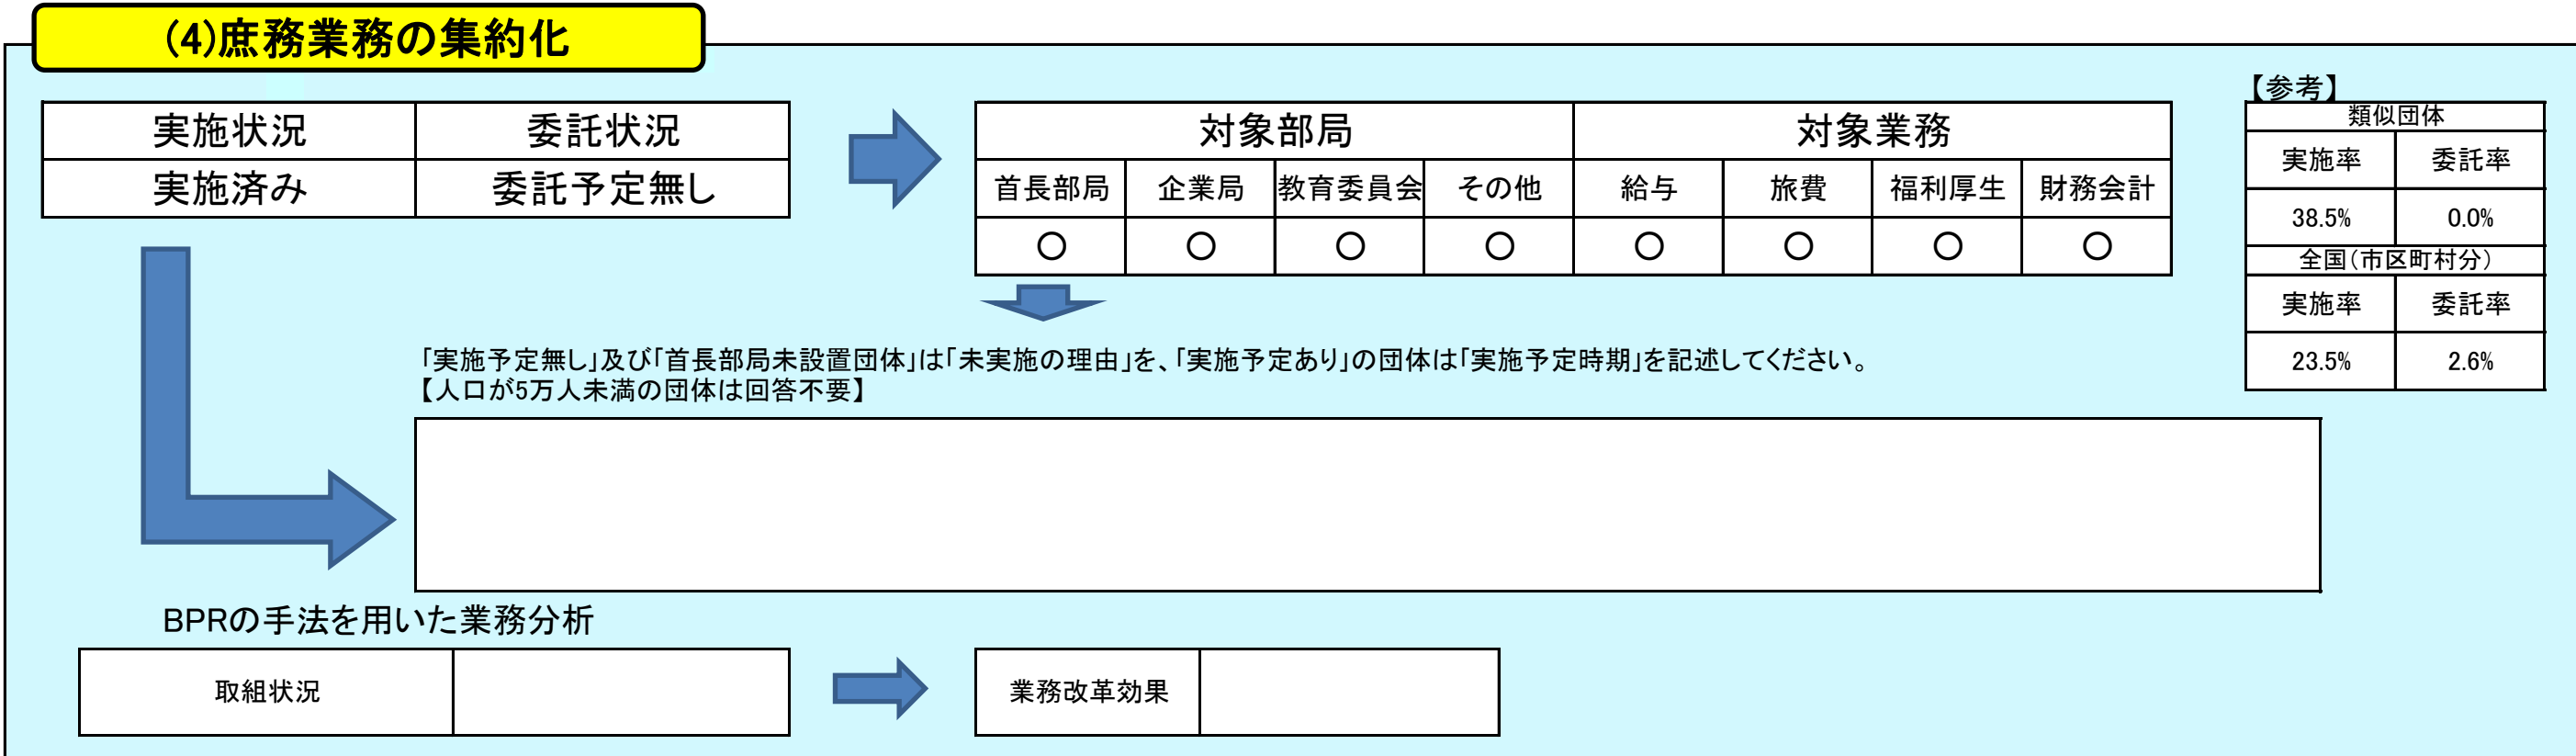 (4)庶務業務の集約化
実施状況 委託状況
実施済み 委託予定無し
対象部局 対象業務
首長部局 企業局 教育委員会 その他 給与 旅費 福利厚生 財務会計
○ ○ ○ ○ ○ ○ ○ ○
【参考】
類似団体
実施率 委託率
38.5% 0.0%
全国(市区町村分)
実施率 委託率
23.5% 2.6%
「実施予定無し」及び「首長部局未設置団体」は「未実施の理由」を、「実施予定あり」の団体は「実施予定時期」を記述してください。
【人口が5万人未満の団体は回答不要】
BPRの手法を用いた業務分析
取組状況
業務改革効果